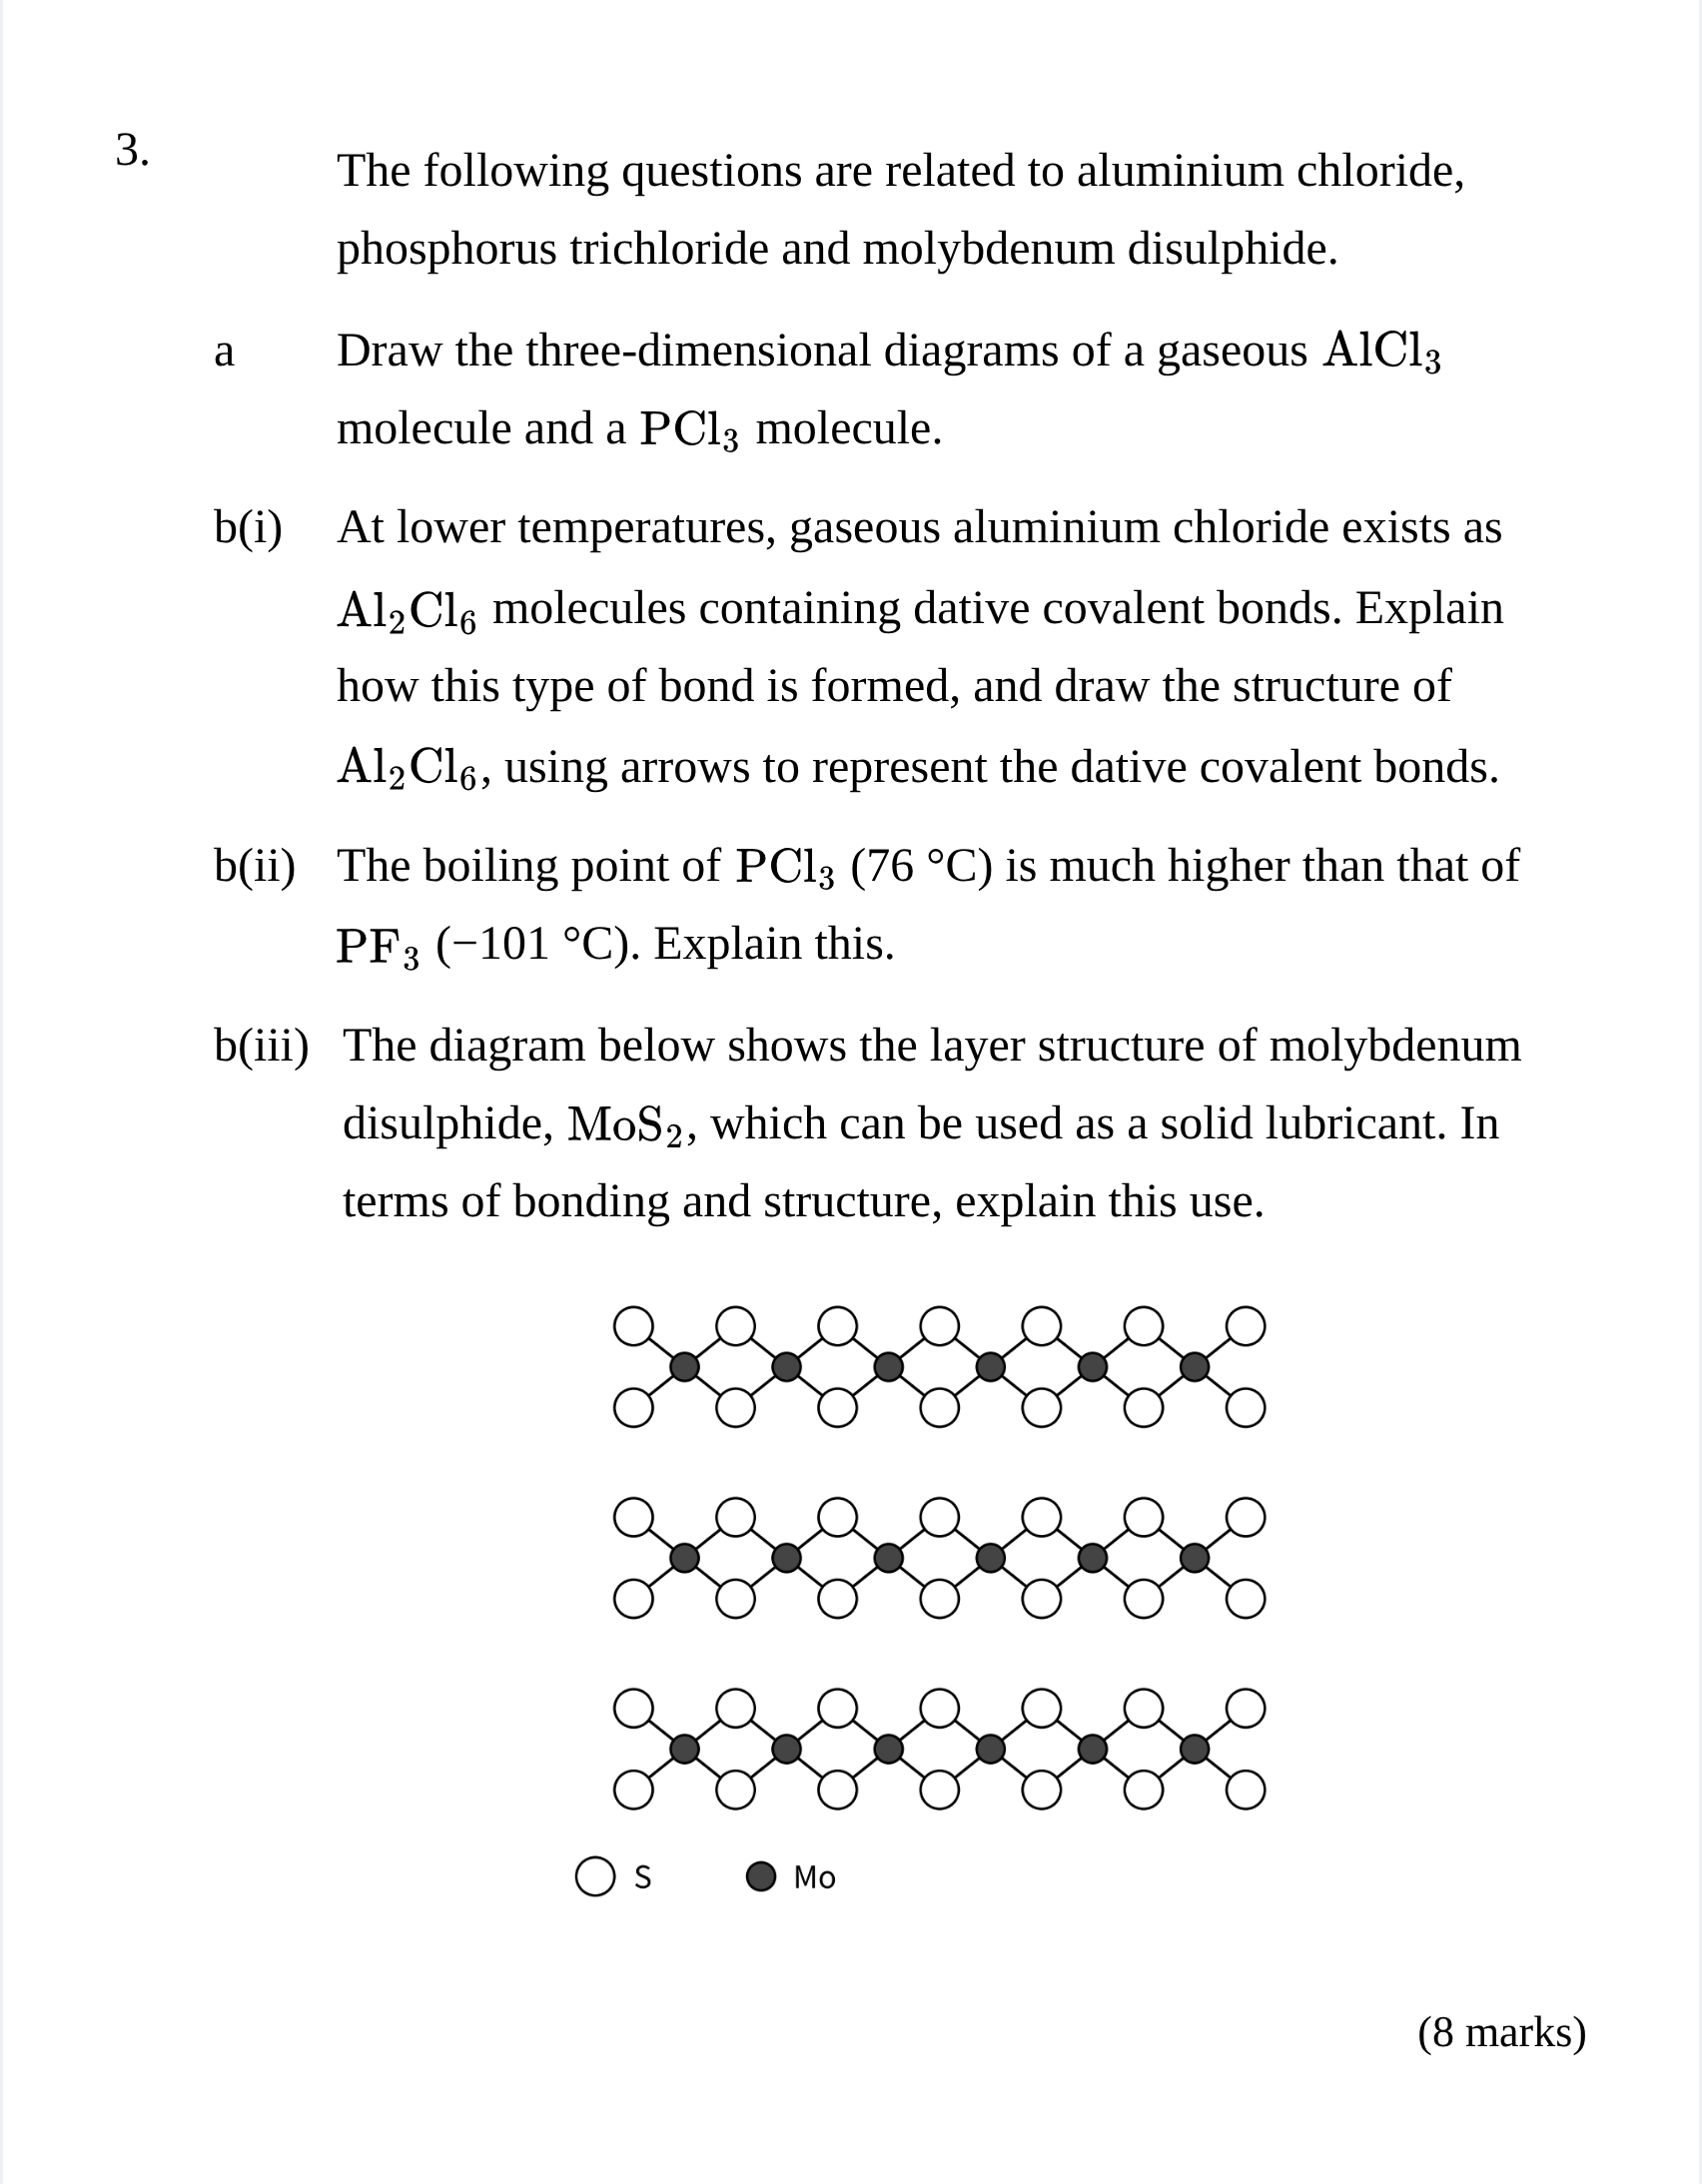 3.
The following questions are related to aluminium chloride,
phosphorus trichloride and molybdenum disulphide.
a Draw the three-dimensional diagrams of a gaseous AlCl₃
molecule and a PCl₃ molecule.
b(i) At lower temperatures, gaseous aluminium chloride exists as
Al₂Cl₆ molecules containing dative covalent bonds. Explain
how this type of bond is formed, and draw the structure of
Al₂Cl₆, using arrows to represent the dative covalent bonds.
b(ii) The boiling point of PCl₃ (76 °C) is much higher than that of
PF₃ (−101 °C). Explain this.
b(iii) The diagram below shows the layer structure of molybdenum
disulphide, MoS₂, which can be used as a solid lubricant. In
terms of bonding and structure, explain this use.
S Mo
(8 marks)